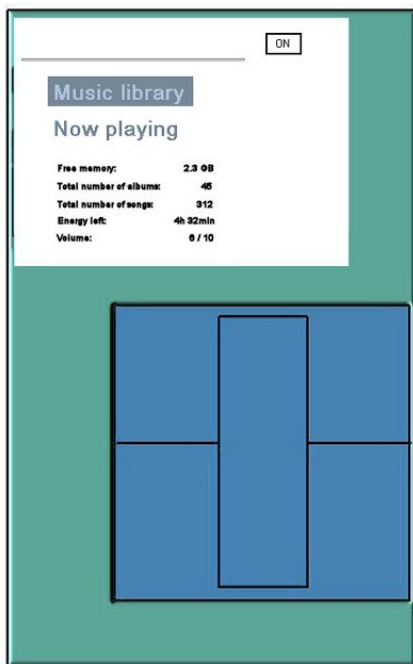 ON
Music library
Now playing
Free memory: 2.3 GB
Total number of albums: 45
Total number of songs: 312
Energy left: 4h 32min
Volume: 6 / 10